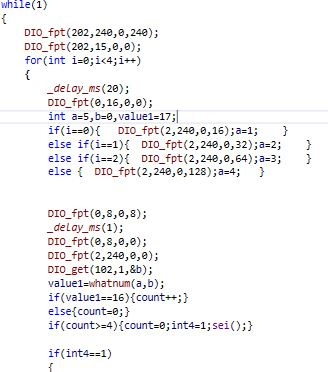 while(1)
{
DIO_fpt(202,240,0,240);
DIO_fpt(202,15,0,0);
for(int i=0;i<4;i++)
{
_delay_ms(20);
DIO_fpt(0,16,0,0);
int a=5,b=0,value1=17;
if(i==0){   DIO_fpt(2,240,0,16);a=1;    }
else if(i==1){  DIO_fpt(2,240,0,32);a=2;    }
else if(i==2){  DIO_fpt(2,240,0,64);a=3;    }
else {  DIO_fpt(2,240,0,128);a=4;   }
DIO_fpt(0,8,0,8);
_delay_ms(1);
DIO_fpt(0,8,0,0);
DIO_fpt(2,240,0,0);
DIO_get(102,1,&b);
value1=whatnum(a,b);
if(value1==16){count++;}
else{count=0;}
if(count>=4){count=0;int4=1;sei();}
if(int4==1)
{